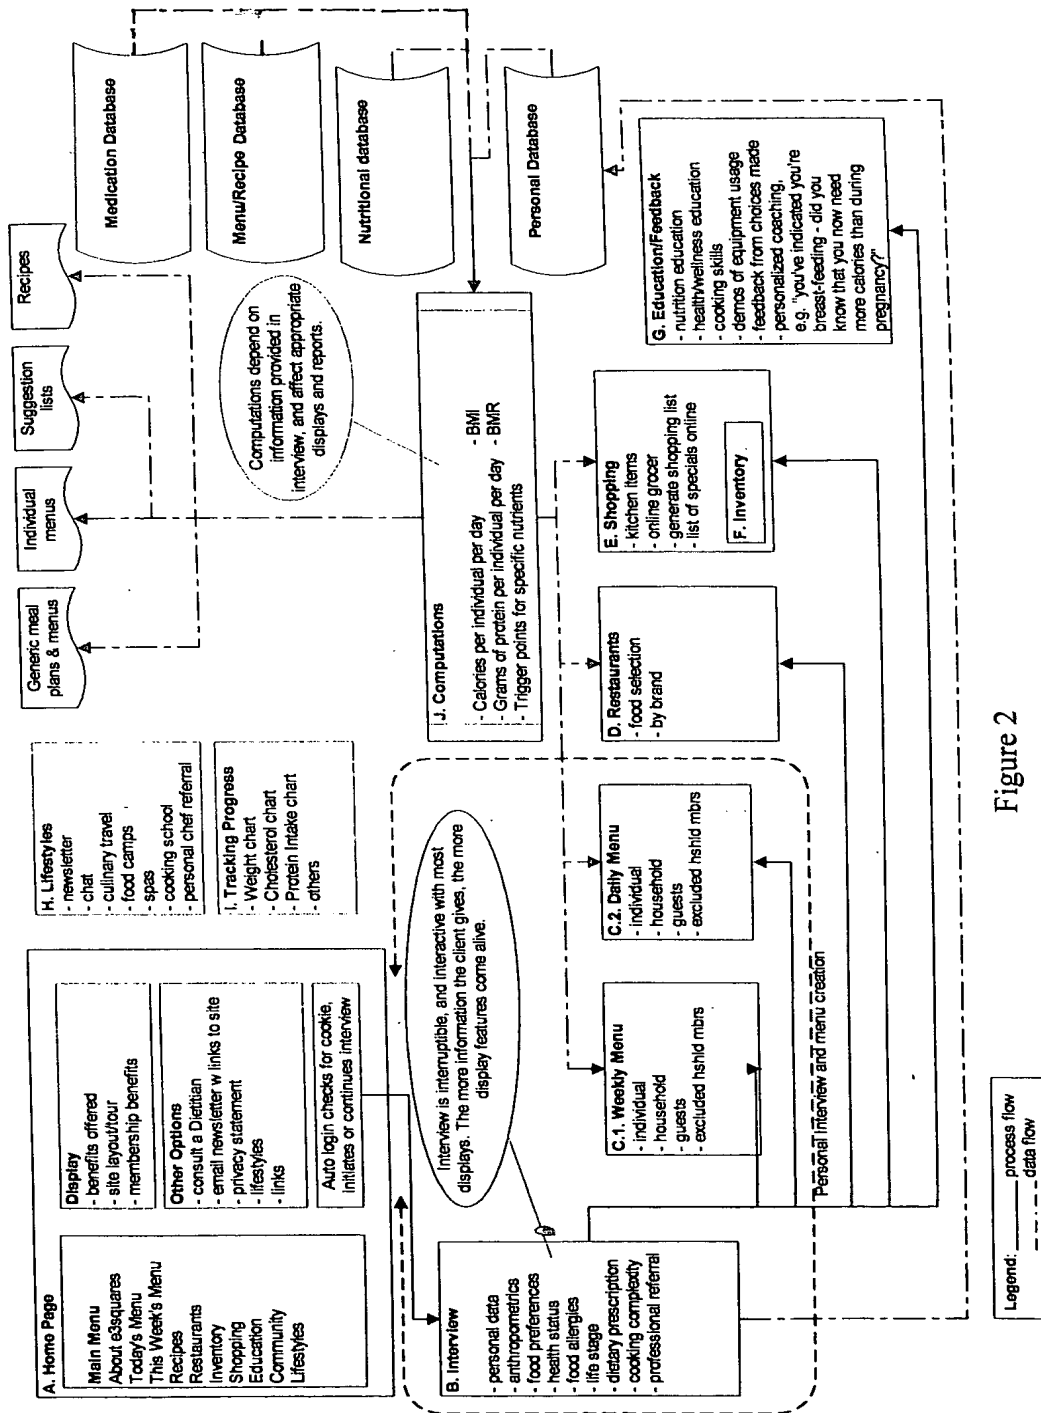 A. Home Page
Main Menu
About e3squares
Today's Menu
This Week's Menu
Recipes
Restaurants
Inventory
Shopping
Education
Community
Lifestyles
Display
- benefits offered
- site layout/tour
- membership benefits
Other Options
- consult a Dietitian
- email newsletter w links to site
- privacy statement
- lifestyles
- links
Auto login checks for cookie,
initiates or continues interview
H. Lifestyles
- newsletter
- chat
- culinary travel
- food camps
- spas
- cooking school
- personal chef referral
I. Tracking Progress
- Weight chart
- Cholesterol chart
- Protein Intake chart
- others
Generic meal
plans & menus
Individual
menus
Suggestion
lists
Recipes
Medication Database
Menu/Recipe Database
Nutritional database
Personal Database
Computations depend on
information provided in
interview, and affect appropriate
displays and reports.
J. Computations
- Calories per individual per day - BMI
- Grams of protein per individual per day - BMR
- Trigger points for specific nutrients
Interview is interruptible, and interactive with most
displays. The more information the client gives, the more
display features come alive.
B. Interview
- personal data
- anthropometrics
- food preferences
- health status
- food allergies
- life stage
- dietary prescription
- cooking complexity
- professional referral
C.1. Weekly Menu
- individual
- household
- guests
- excluded hshld mbrs
C.2. Daily Menu
- individual
- household
- guests
- excluded hshld mbrs
D. Restaurants
- food selection
- by brand
E. Shopping
- kitchen items
- online grocer
- generate shopping list
- list of specials online
F. Inventory
G. Education/Feedback
- nutrition education
- health/wellness education
- cooking skills
- demos of equipment usage
- feedback from choices made
- personalized coaching,
e.g. "you've indicated you're
breast-feeding - did you
know that you now need
more calories than during
pregnancy?"
Personal Interview and menu creation
Legend: process flow
data flow
Figure 2